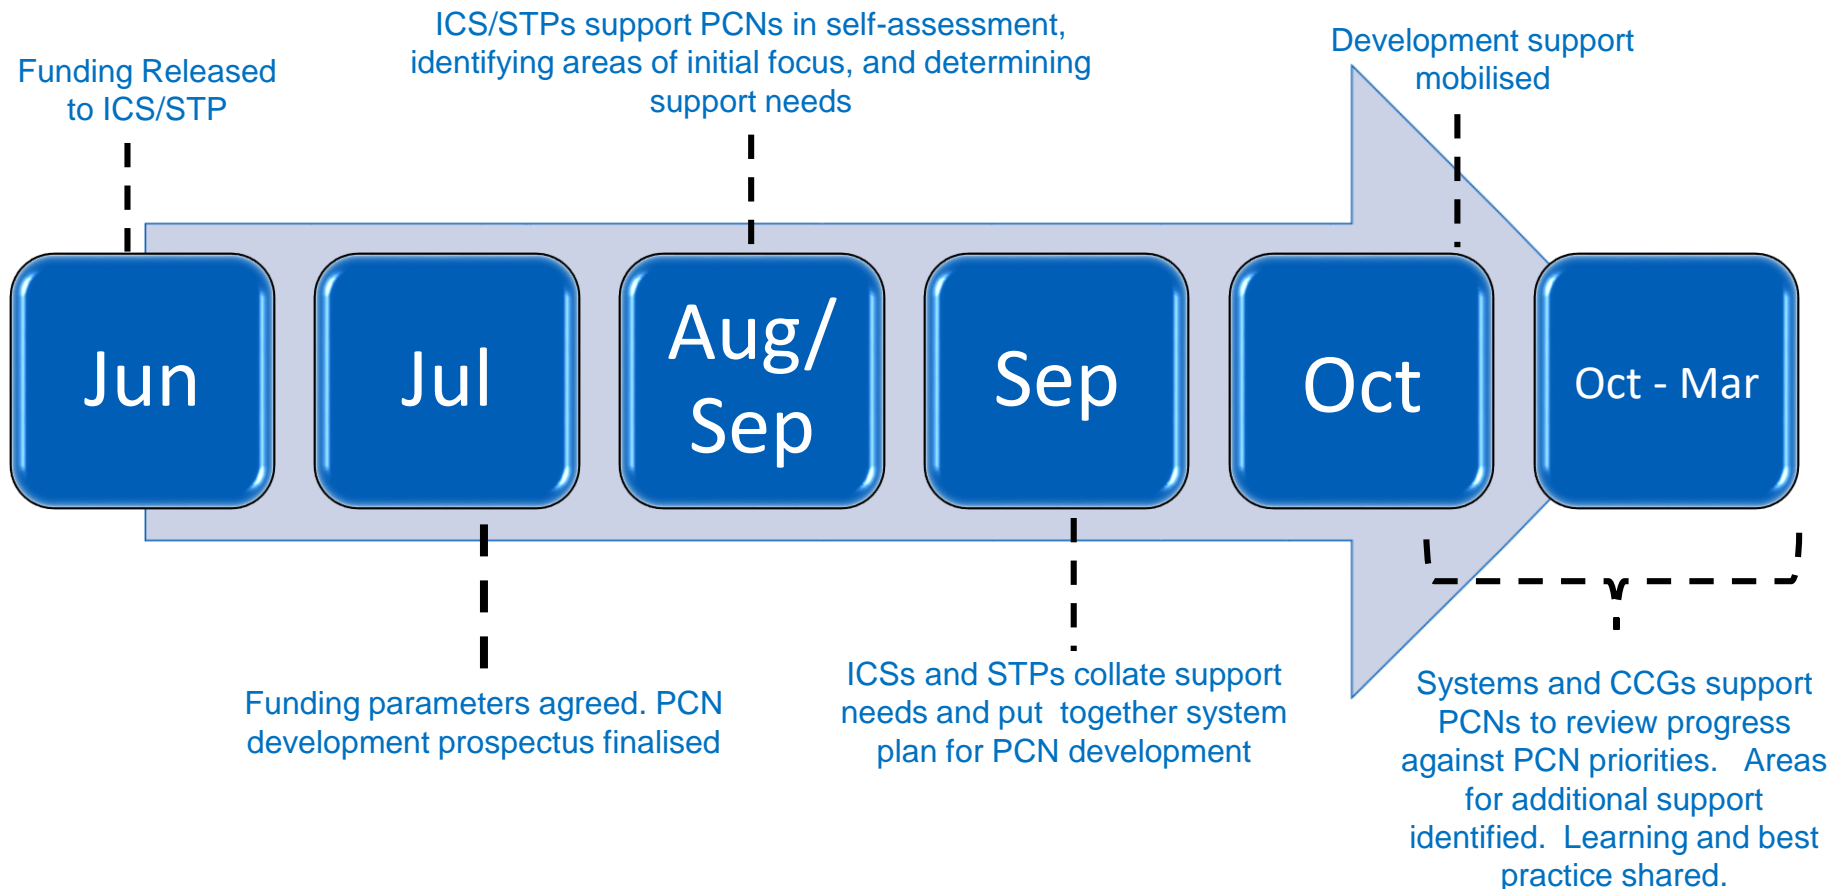 Funding Released
to ICS/STP
ICS/STPs support PCNs in self-assessment,
identifying areas of initial focus, and determining
support needs
Development support
mobilised
Jun
Jul
Aug/
Sep
Sep
Oct
Oct - Mar
Funding parameters agreed. PCN
development prospectus finalised
ICSs and STPs collate support
needs and put  together system
plan for PCN development
Systems and CCGs support
PCNs to review progress
against PCN priorities.   Areas
for additional support
identified.  Learning and best
practice shared.